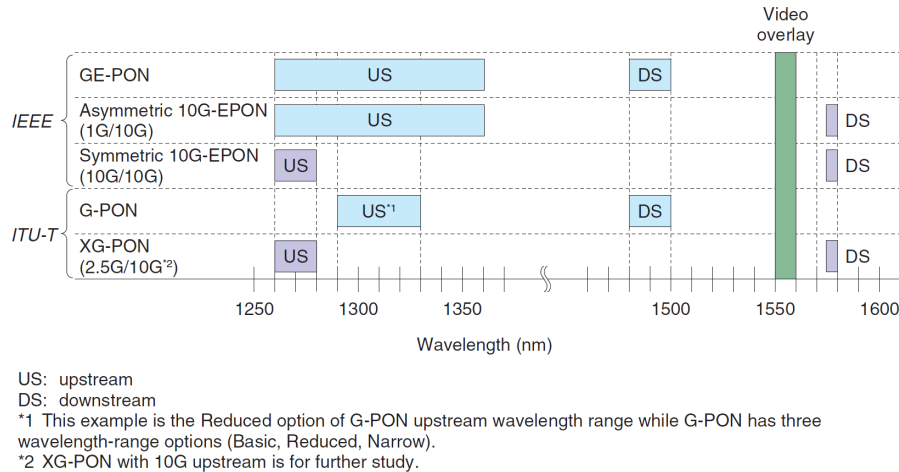 Video
overlay
IEEE
GE-PON
US
DS
Asymmetric 10G-EPON
(1G/10G)
US
DS
Symmetric 10G-EPON
(10G/10G)
US
DS
ITU-T
G-PON
US*1
DS
XG-PON
(2.5G/10G*2)
US
DS
1250 1300 1350 1500 1550 1600
Wavelength (nm)
US: upstream
DS: downstream
*1 This example is the Reduced option of G-PON upstream wavelength range while G-PON has three
wavelength-range options (Basic, Reduced, Narrow).
*2 XG-PON with 10G upstream is for further study.